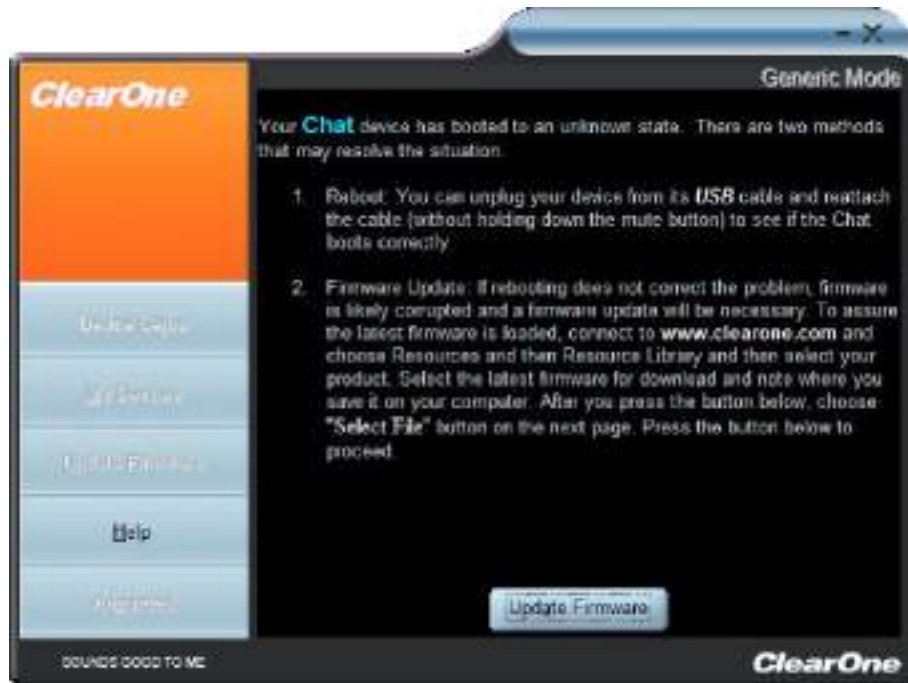 ClearOne
Generic Mode
Your Chat device has booted to an unknown state. There are two methods
that may resolve the situation.
1. Reboot: You can unplug your device from its USB cable and reattach
the cable (without holding down the mute button) to see if the Chat
boots correctly
2. Firmware Update: If rebooting does not correct the problem, firmware
is likely corrupted and a firmware update will be necessary. To assure
the latest firmware is loaded, connect to www.clearone.com and
choose Resources and then Resource Library and then select your
product. Select the latest firmware for download and note where you
save it on your computer. After you press the button below, choose
"Select File" button on the next page. Press the button below to
proceed.
Update Firmware
Help
Update Firmware
SOUNDS GOOD TO ME
ClearOne